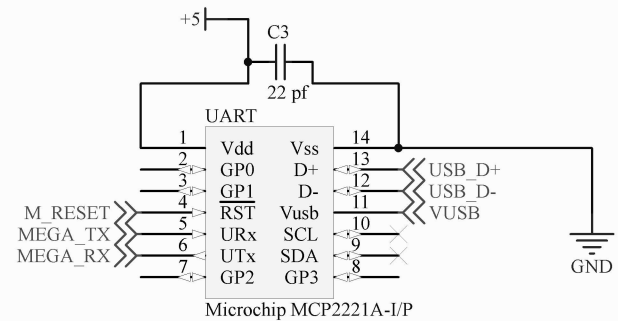 +5
C3
22 pf
UART
1 Vdd Vss 14
2 GP0 D+ 13 USB_D+
3 GP1 D- 12 USB_D-
M_RESET 4 RST Vusb 11 VUSB
MEGA_TX 5 URx SCL 10
MEGA_RX 6 UTx SDA 9
7 GP2 GP3 8
GND
Microchip MCP2221A-I/P